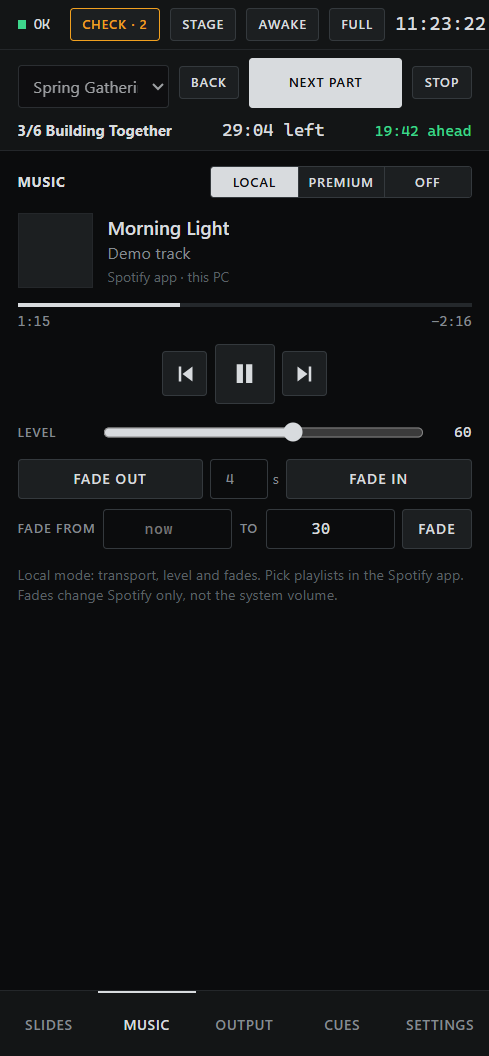 OK CHECK · 2 STAGE AWAKE FULL 11:23:22
Spring Gatheri BACK NEXT PART STOP
3/6 Building Together 29:04 left 19:42 ahead
MUSIC LOCAL PREMIUM OFF
Morning Light
Demo track
Spotify app · this PC
1:15 −2:16
LEVEL 60
FADE OUT 4 s FADE IN
FADE FROM now TO 30 FADE
Local mode: transport, level and fades. Pick playlists in the Spotify app.
Fades change Spotify only, not the system volume.
SLIDES MUSIC OUTPUT CUES SETTINGS